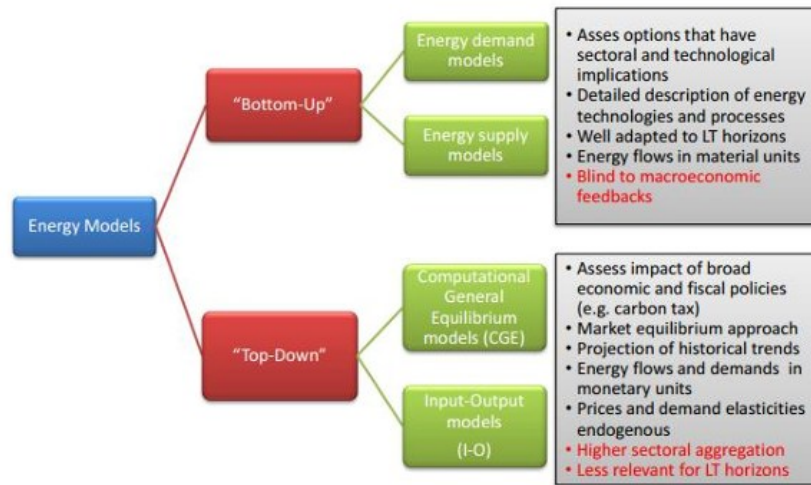 Energy Models
“Bottom-Up”
Energy demand
models
Energy supply
models
• Asses options that have
sectoral and technological
implications
• Detailed description of energy
technologies and processes
• Well adapted to LT horizons
• Energy flows in material units
• Blind to macroeconomic
feedbacks
“Top-Down”
Computational
General
Equilibrium
models (CGE)
Input-Output
models
(I-O)
• Assess impact of broad
economic and fiscal policies
(e.g. carbon tax)
• Market equilibrium approach
• Projection of historical trends
• Energy flows and demands in
monetary units
• Prices and demand elasticities
endogenous
• Higher sectoral aggregation
• Less relevant for LT horizons